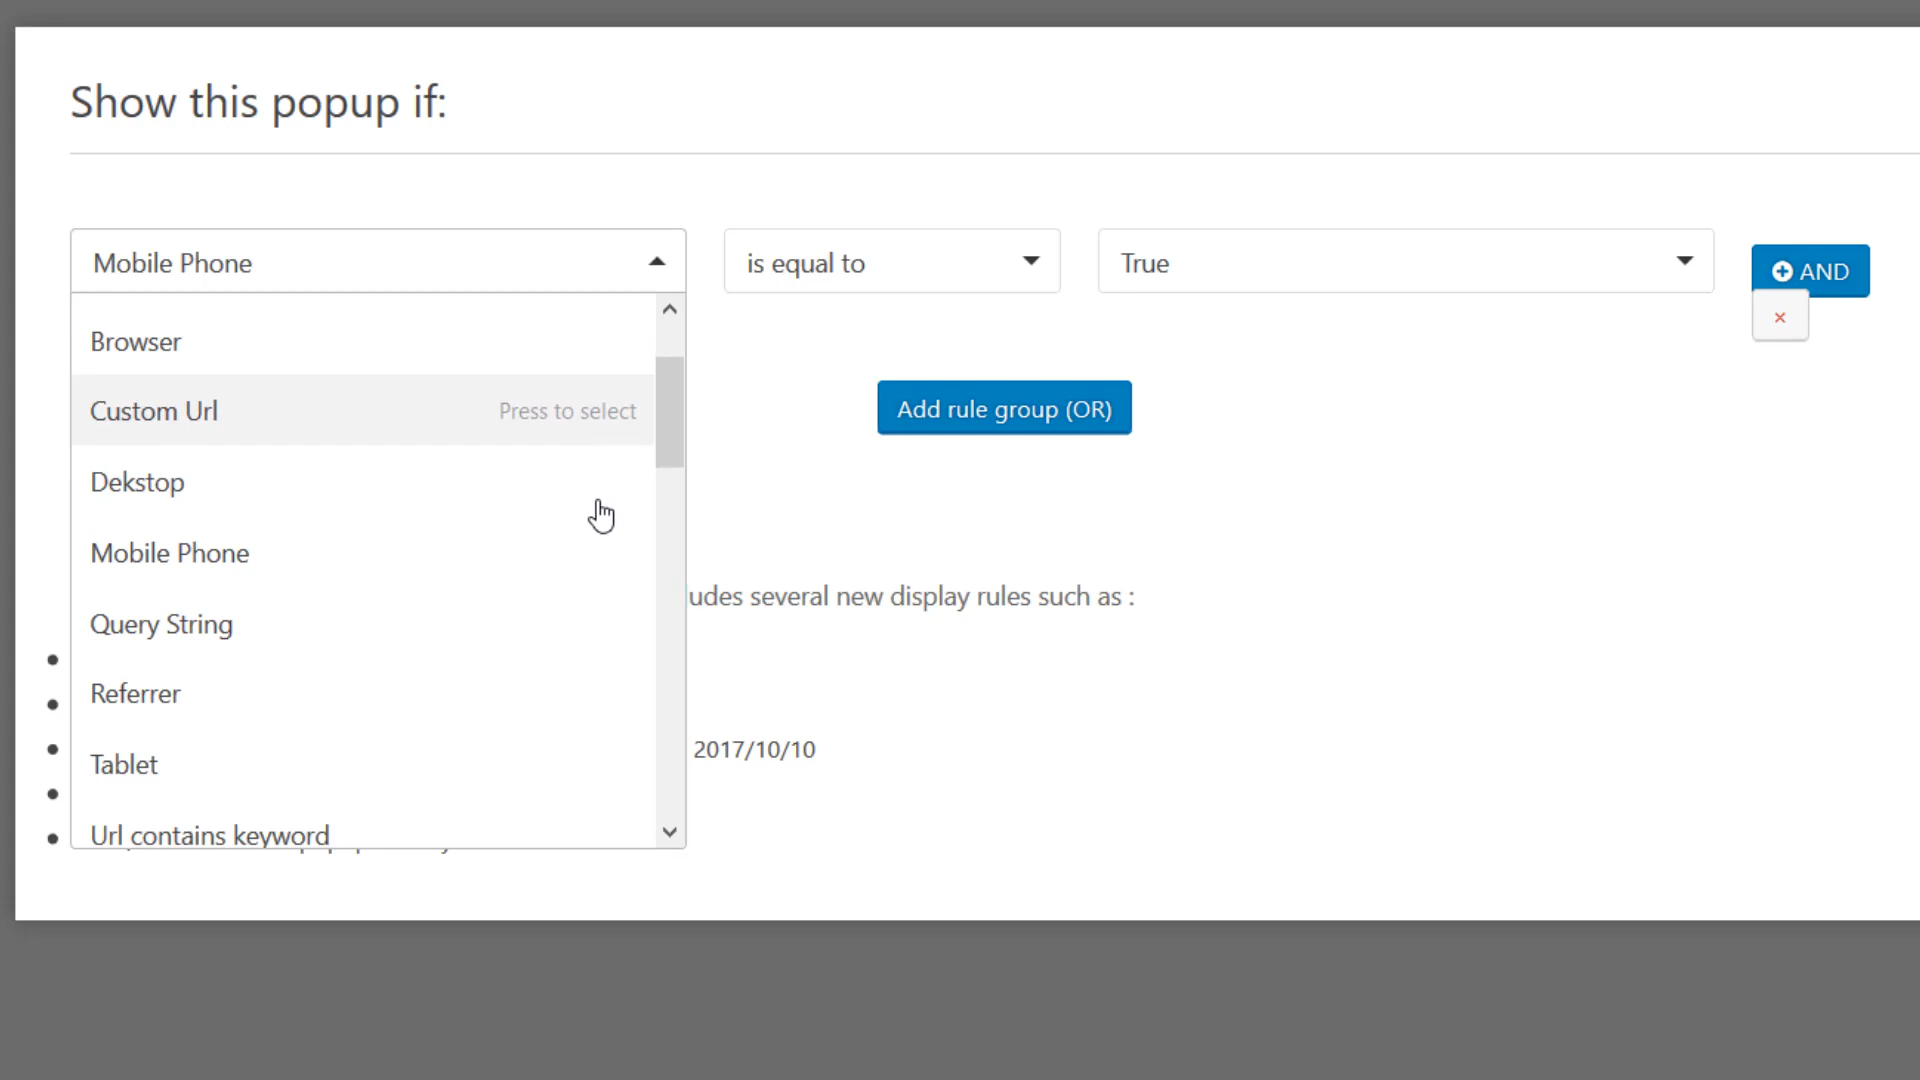 Show this popup if:
Mobile Phone
is equal to
True
AND
×
Browser
Custom Url Press to select
Add rule group (OR)
Dekstop
Mobile Phone
udes several new display rules such as :
Query String
Referrer
2017/10/10
Tablet
Url contains keyword